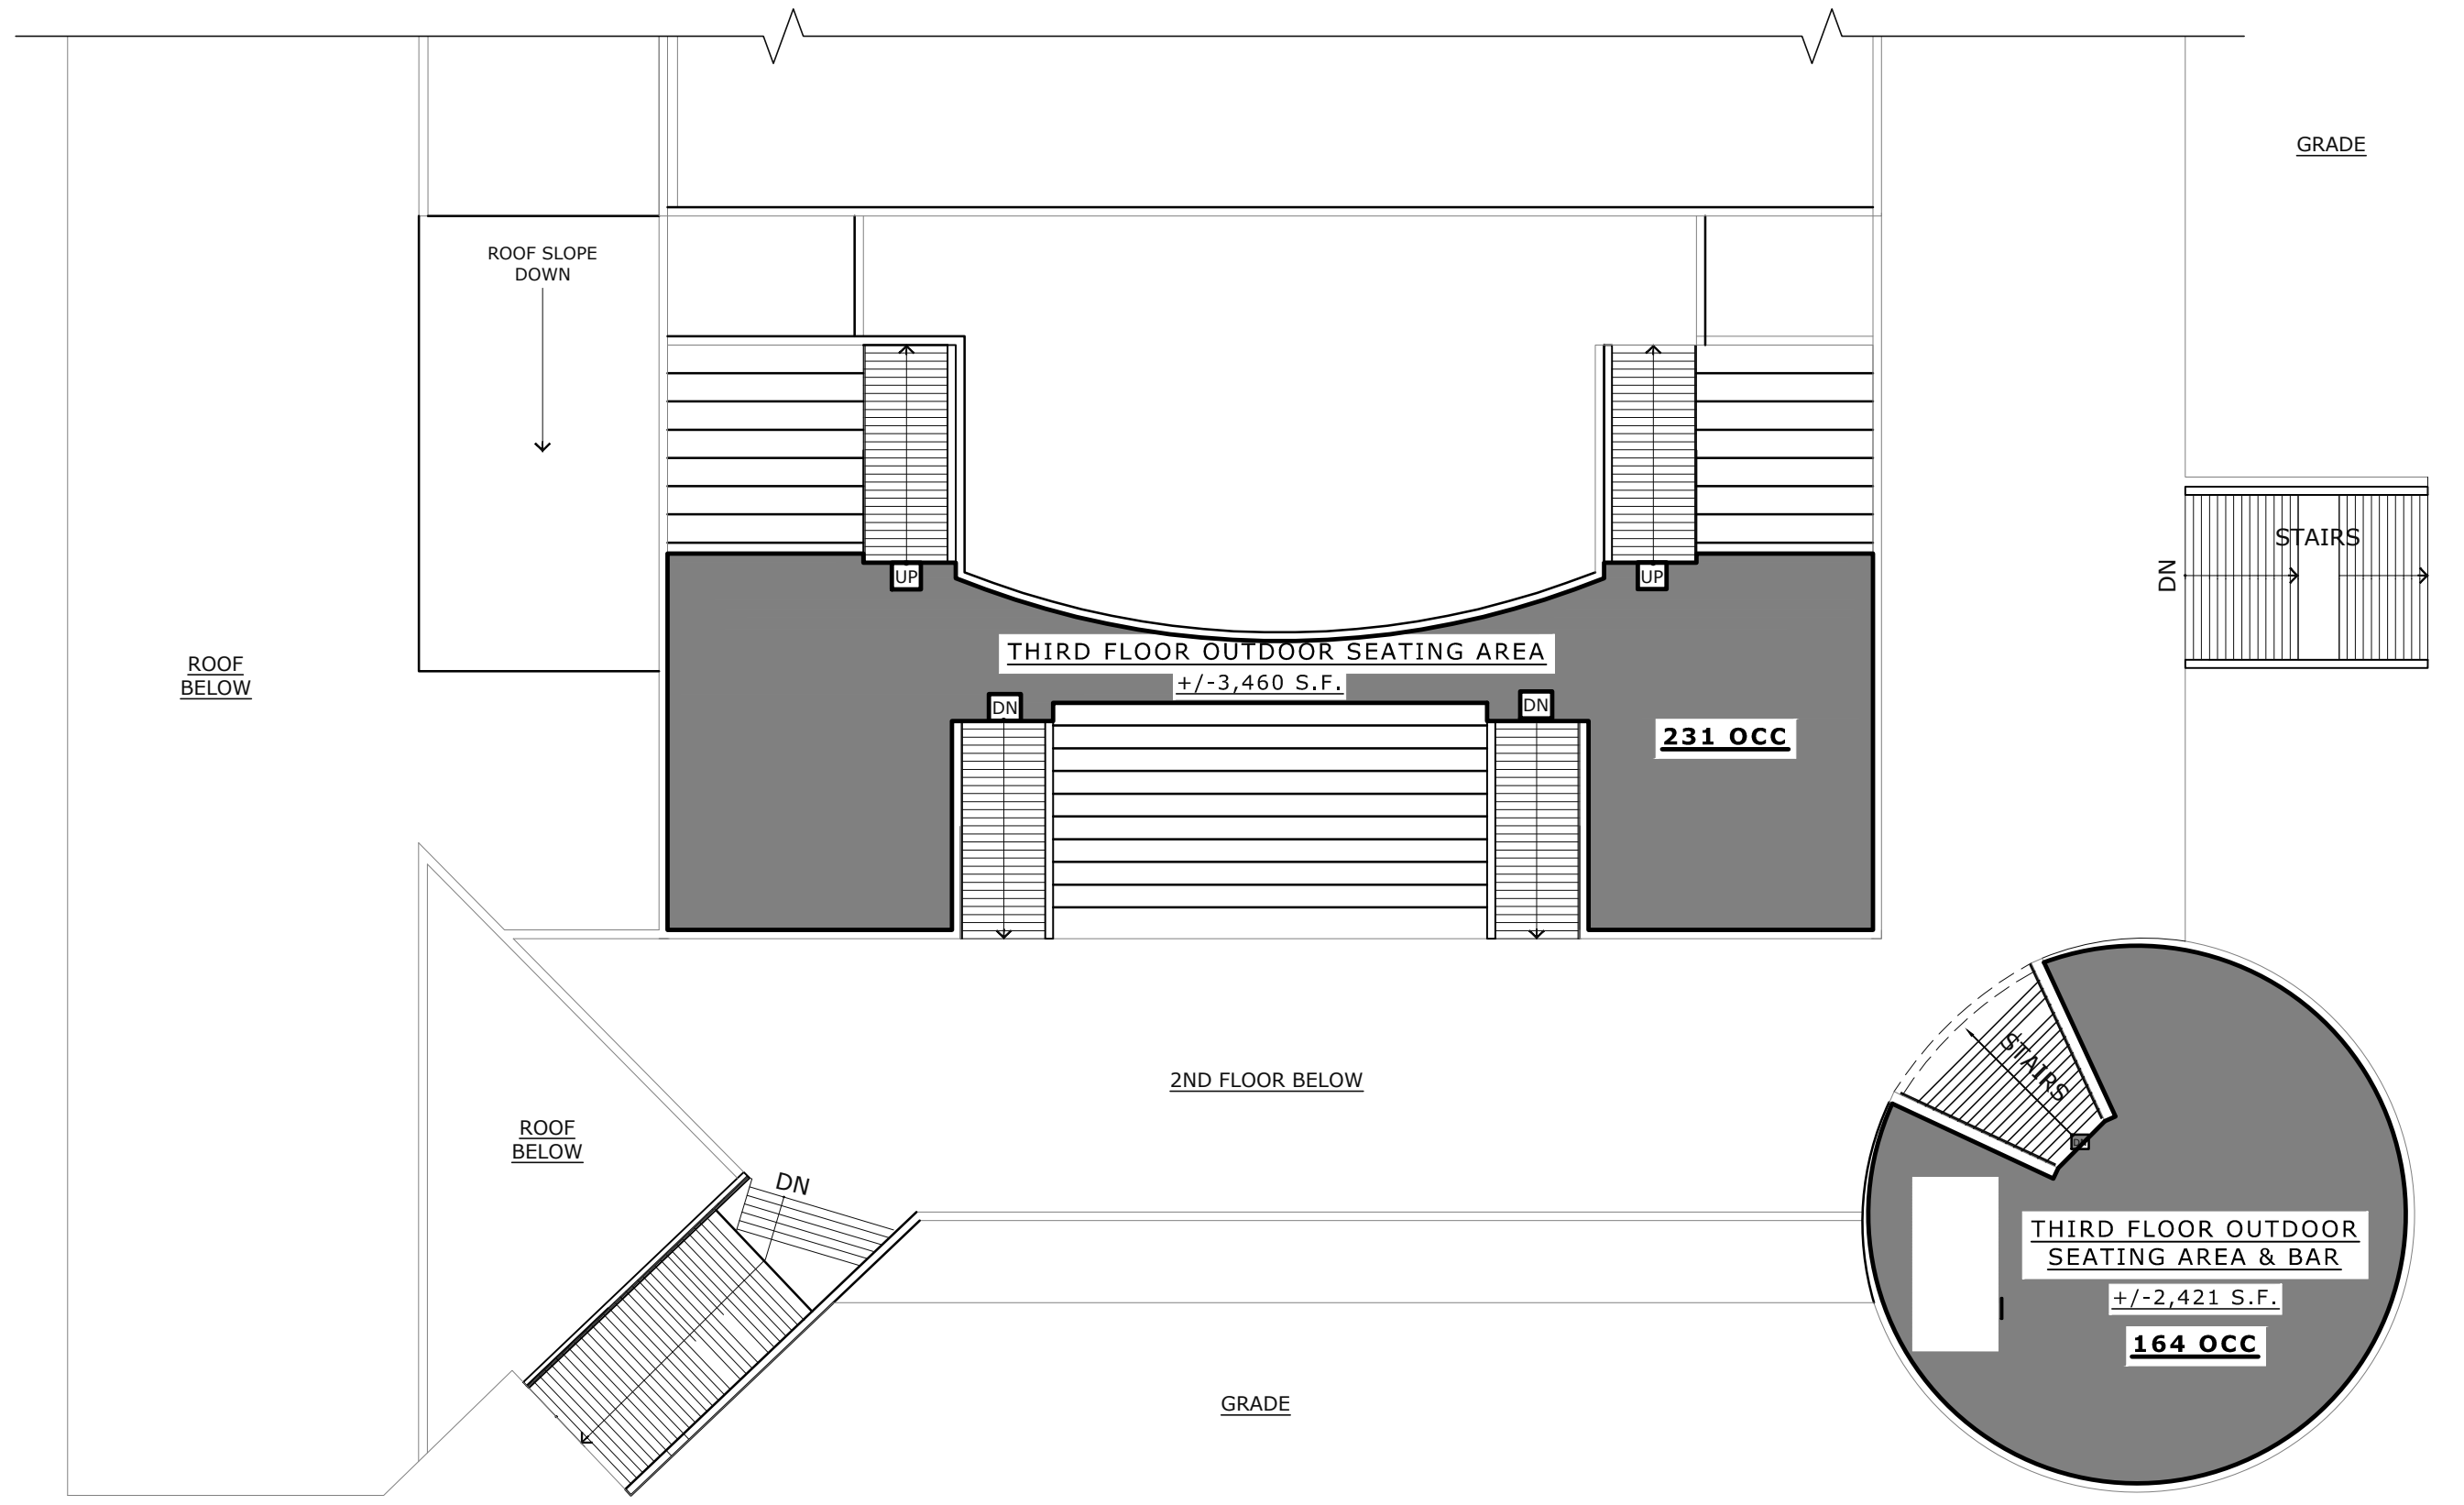 GRADE
ROOF SLOPE
DOWN
STAIRS
DN
UP
UP
THIRD FLOOR OUTDOOR SEATING AREA
+/-3,460 S.F.
ROOF
BELOW
DN
DN
231 OCC
STAIRS
DN
2ND FLOOR BELOW
ROOF
BELOW
DN
THIRD FLOOR OUTDOOR
SEATING AREA & BAR
+/-2,421 S.F.
164 OCC
GRADE